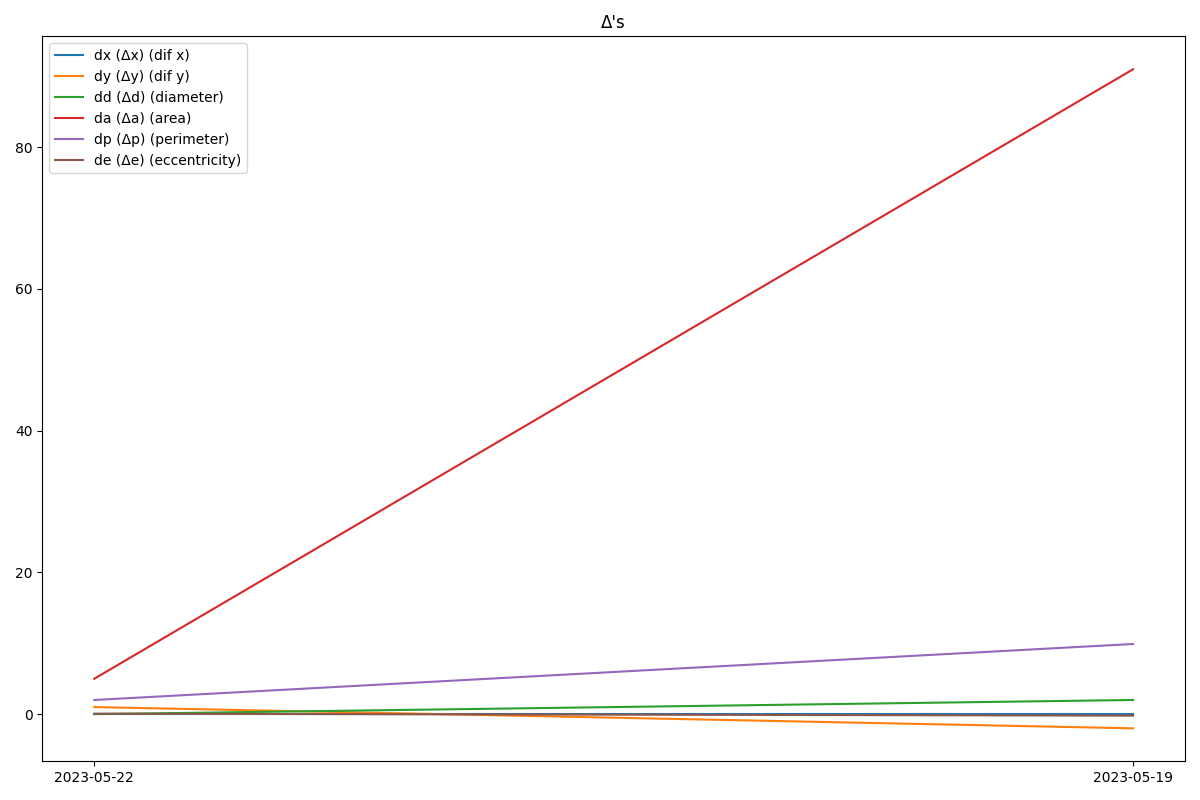 Δ's
dx (Δx) (dif x)
dy (Δy) (dif y)
dd (Δd) (diameter)
da (Δa) (area)
dp (Δp) (perimeter)
de (Δe) (eccentricity)
80
60
40
20
0
2023-05-22
2023-05-19